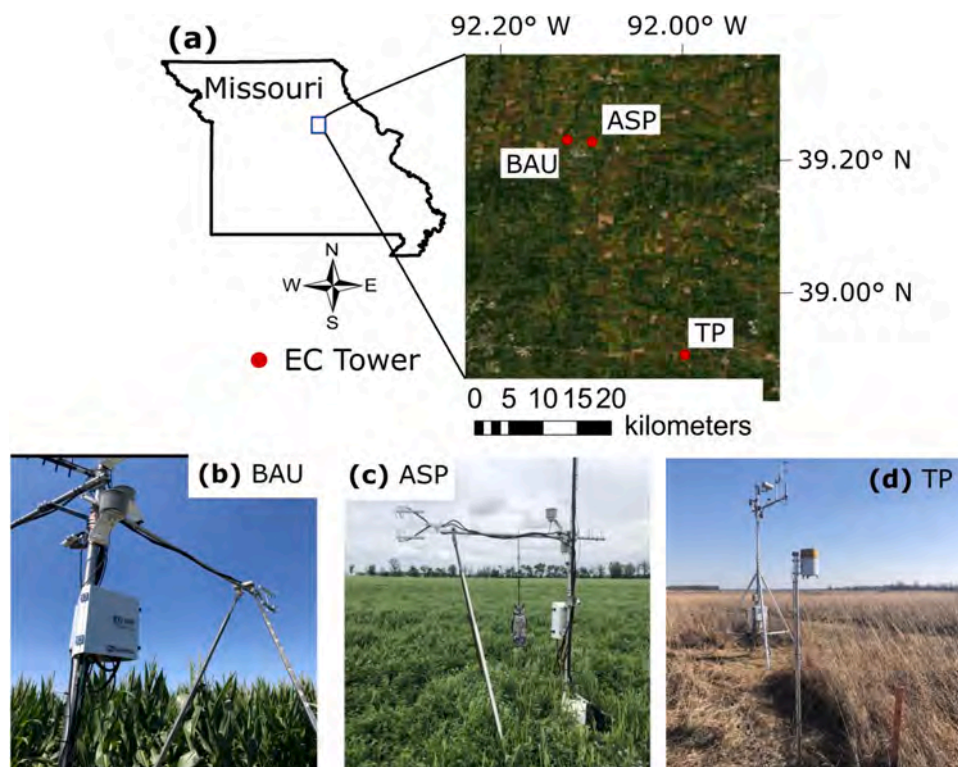 92.20° W 92.00° W
(a)
Missouri
ASP
BAU
39.20° N
N
W E
S
39.00° N
TP
EC Tower
0 5 10 15 20
kilometers
(b) BAU
(c) ASP
(d) TP